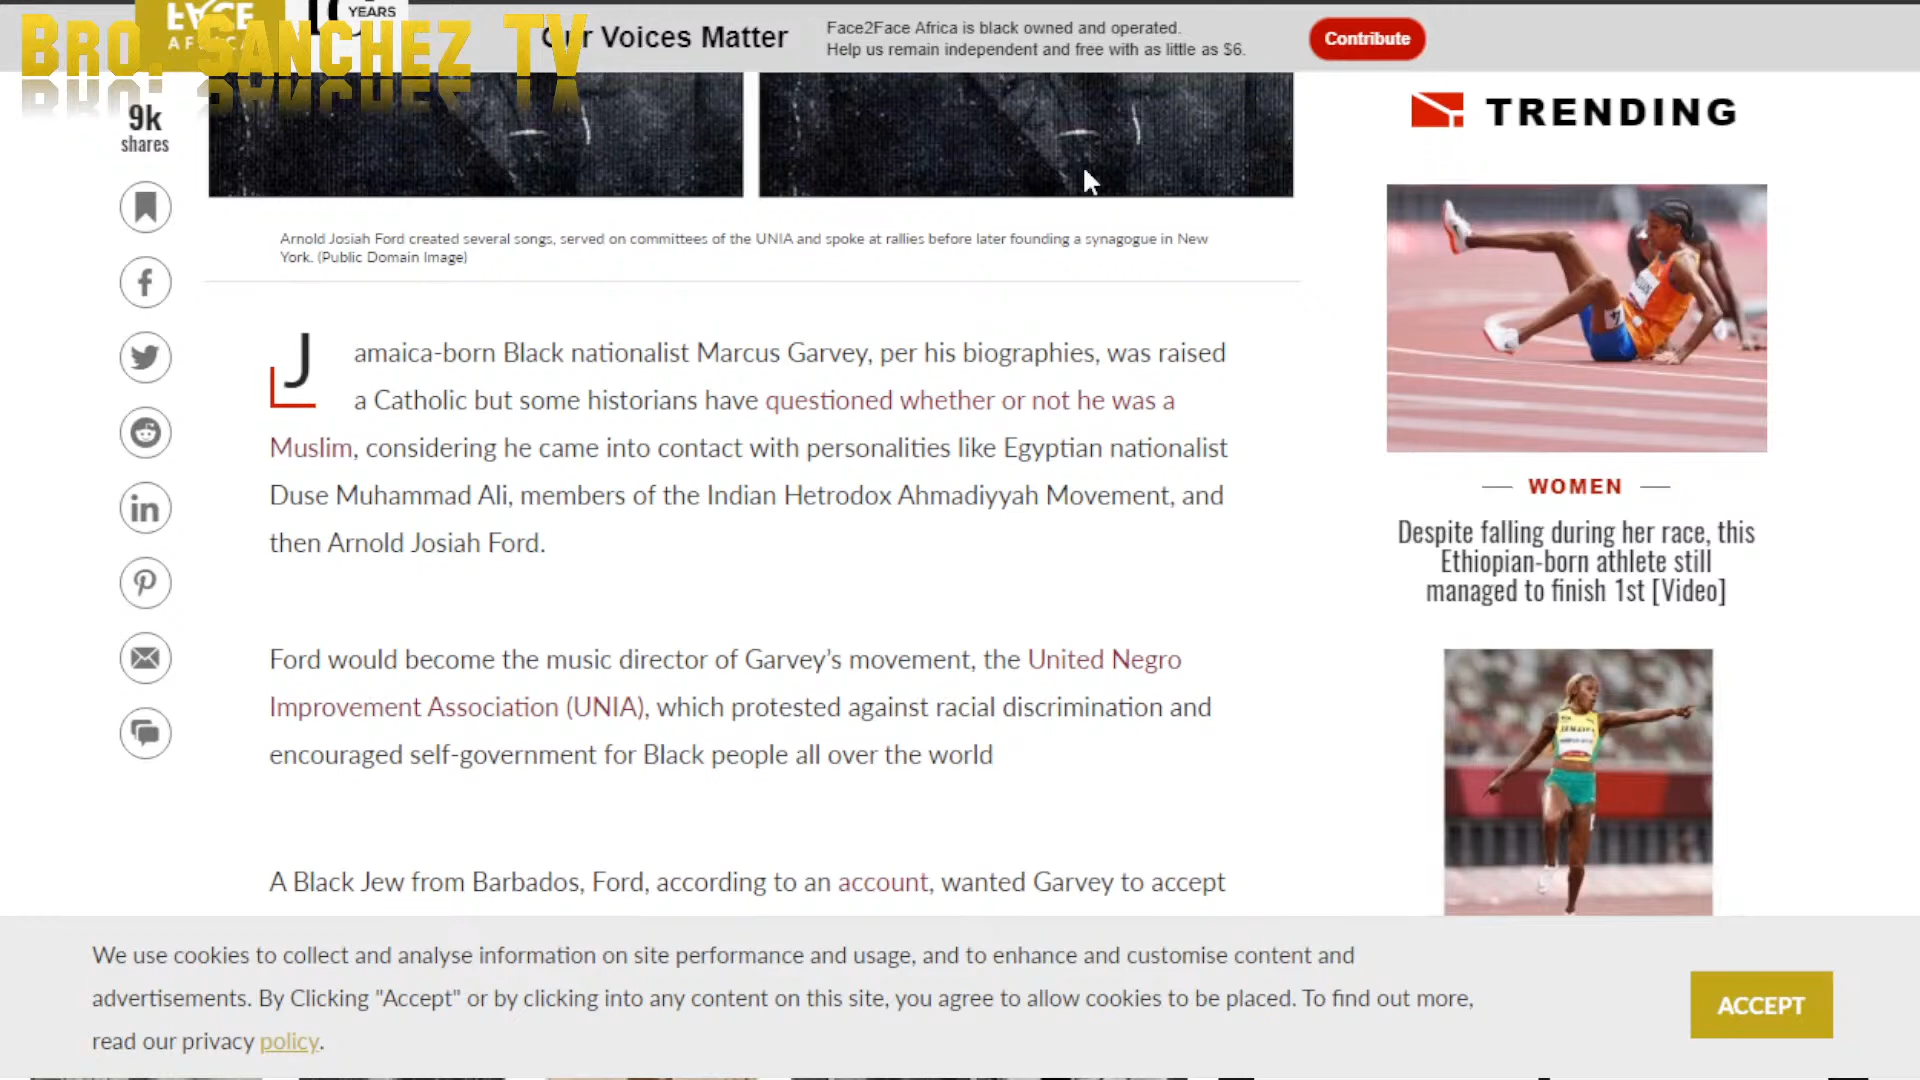 FACE
AFRICA
YEARS
BRO. SANCHEZ TV
Our Voices Matter
Face2Face Africa is black owned and operated.
Help us remain independent and free with as little as $6.
Contribute
9k
shares
Arnold Josiah Ford created several songs, served on committees of the UNIA and spoke at rallies before later founding a synagogue in New
York. (Public Domain Image)
Jamaica-born Black nationalist Marcus Garvey, per his biographies, was raised
a Catholic but some historians have questioned whether or not he was a
Muslim, considering he came into contact with personalities like Egyptian nationalist
Duse Muhammad Ali, members of the Indian Hetrodox Ahmadiyyah Movement, and
then Arnold Josiah Ford.
Ford would become the music director of Garvey's movement, the United Negro
Improvement Association (UNIA), which protested against racial discrimination and
encouraged self-government for Black people all over the world
A Black Jew from Barbados, Ford, according to an account, wanted Garvey to accept
TRENDING
WOMEN
Despite falling during her race, this
Ethiopian-born athlete still
managed to finish 1st [Video]
JAMAICA
We use cookies to collect and analyse information on site performance and usage, and to enhance and customise content and
advertisements. By Clicking "Accept" or by clicking into any content on this site, you agree to allow cookies to be placed. To find out more,
read our privacy policy.
ACCEPT